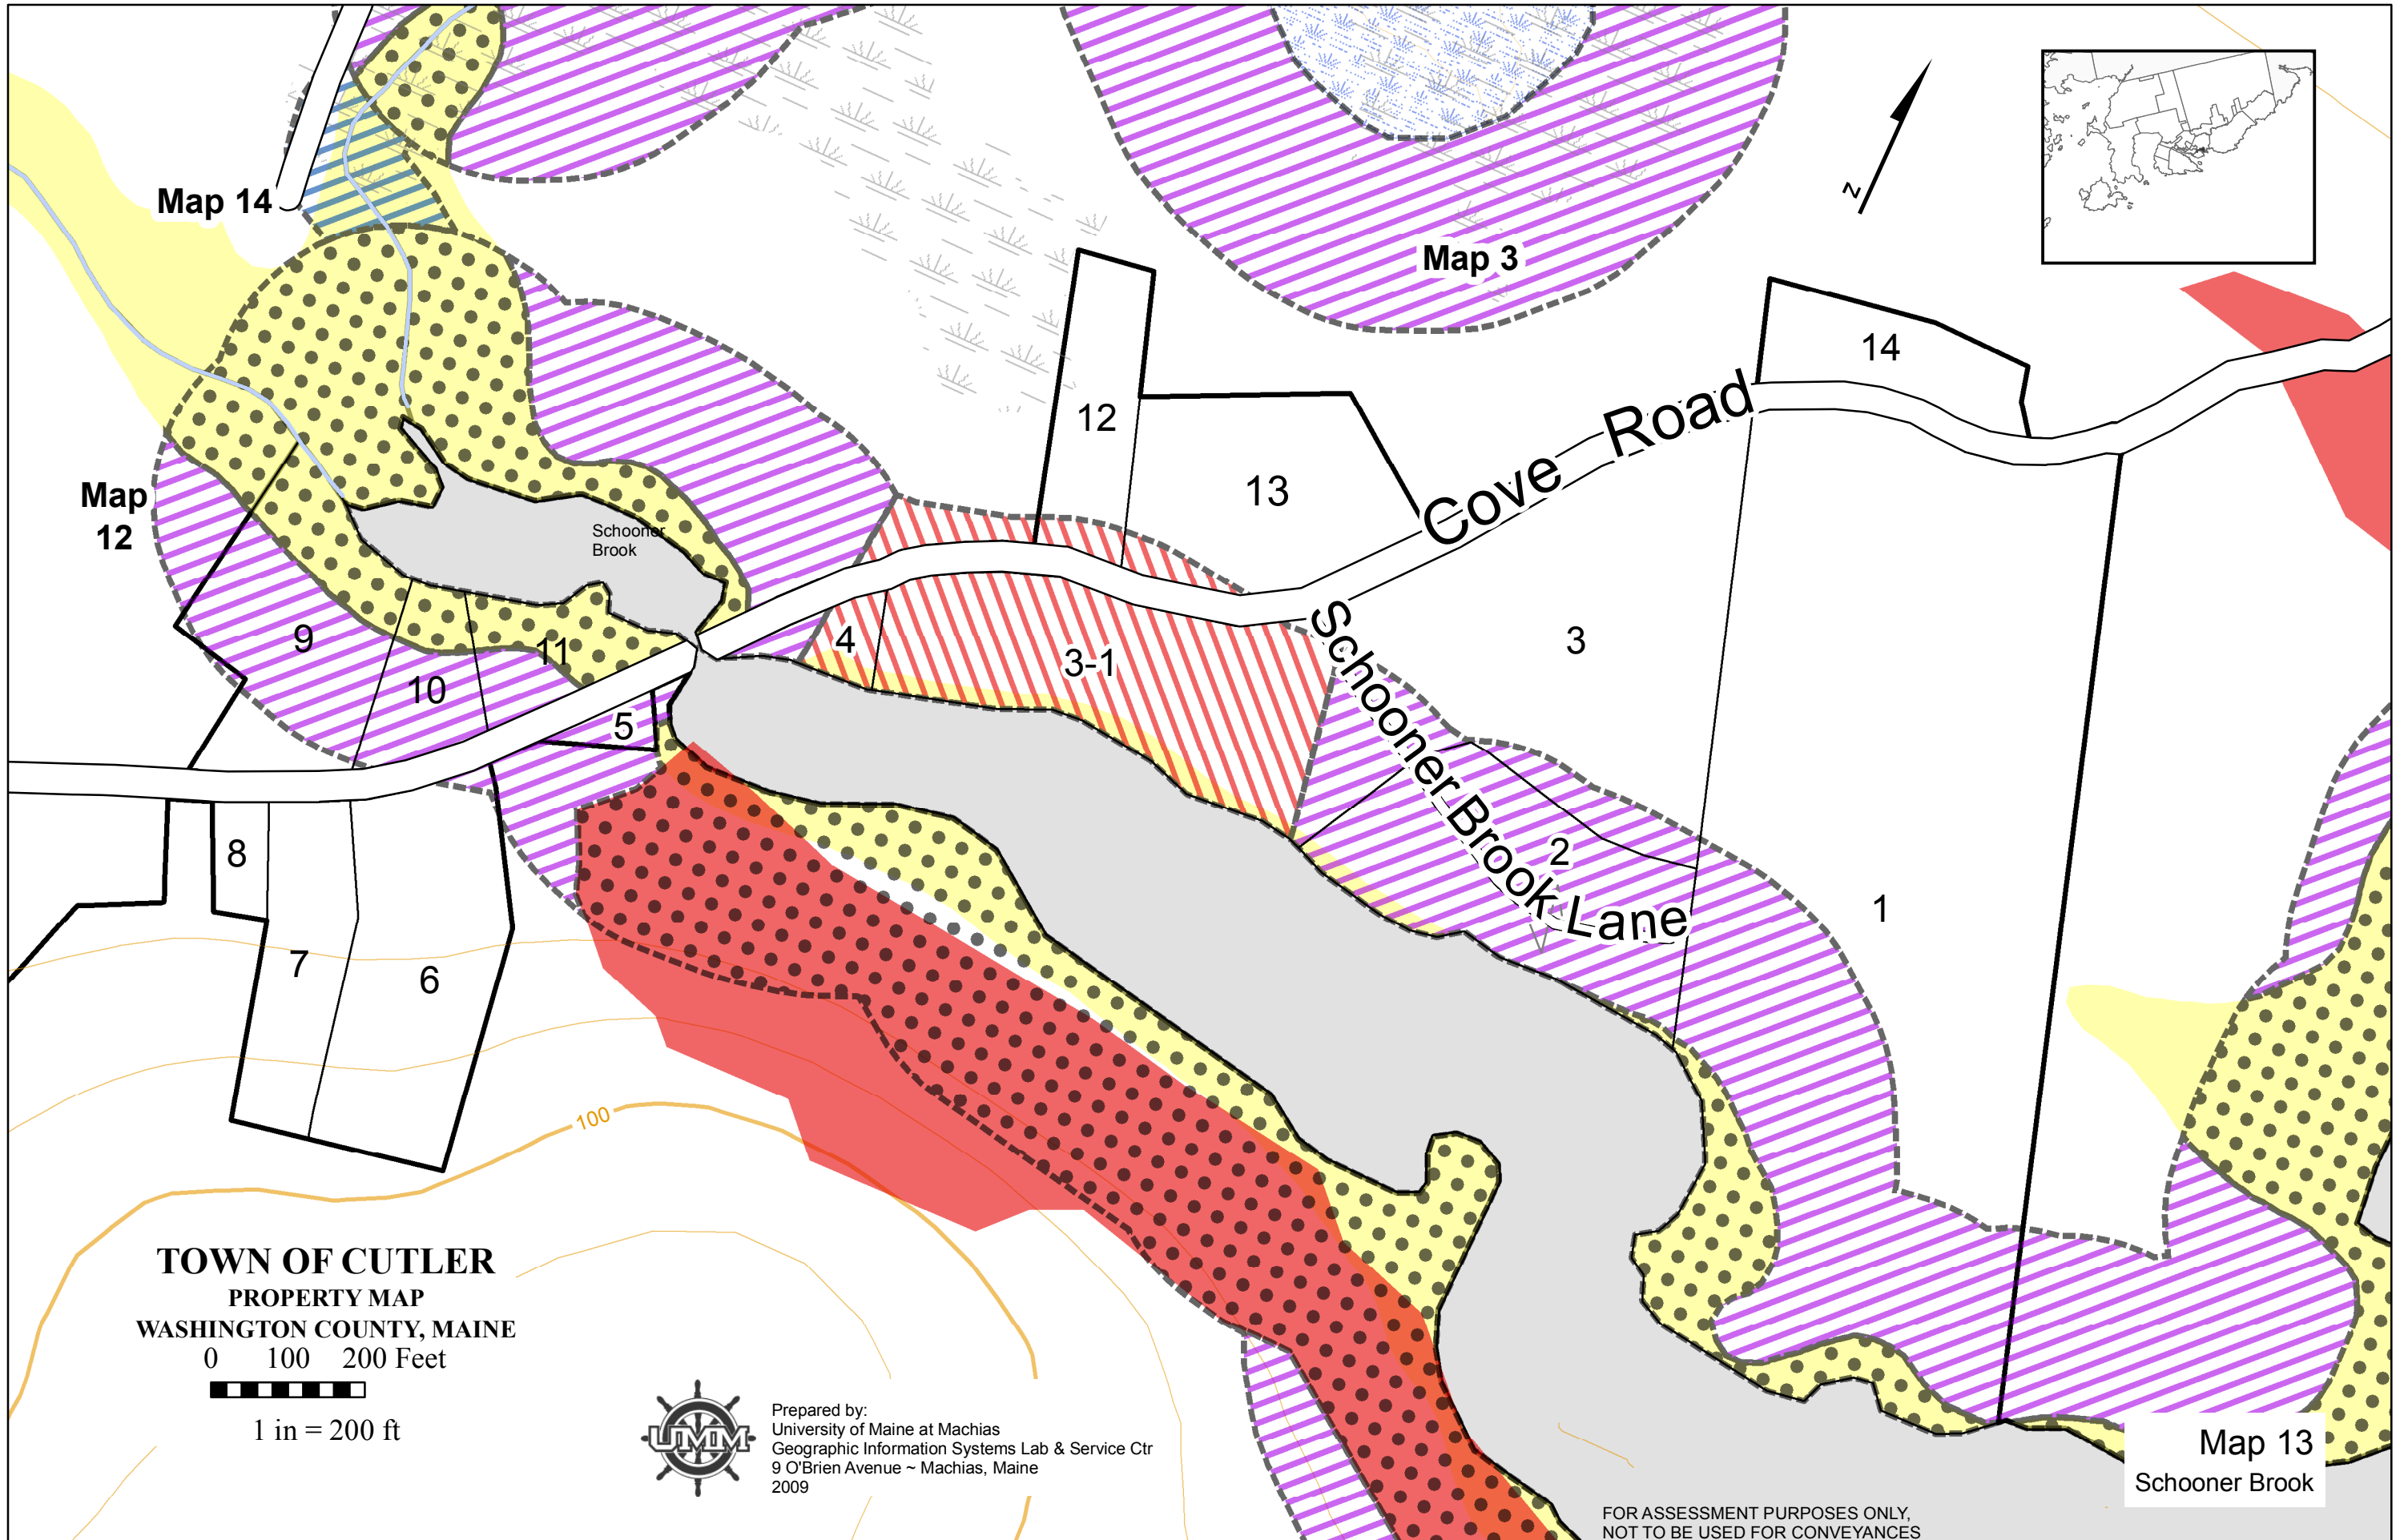 Map 14
Map 3
Map
12
Schooner
Brook
Cove Road
Schooner Brook Lane
z
14
12
13
3
4
3-1
9
11
10
5
2
1
8
7
6
100
TOWN OF CUTLER
PROPERTY MAP
WASHINGTON COUNTY, MAINE
0 100 200 Feet
1 in = 200 ft
UMM
Prepared by:
University of Maine at Machias
Geographic Information Systems Lab & Service Ctr
9 O'Brien Avenue ~ Machias, Maine
2009
Map 13
Schooner Brook
FOR ASSESSMENT PURPOSES ONLY,
NOT TO BE USED FOR CONVEYANCES